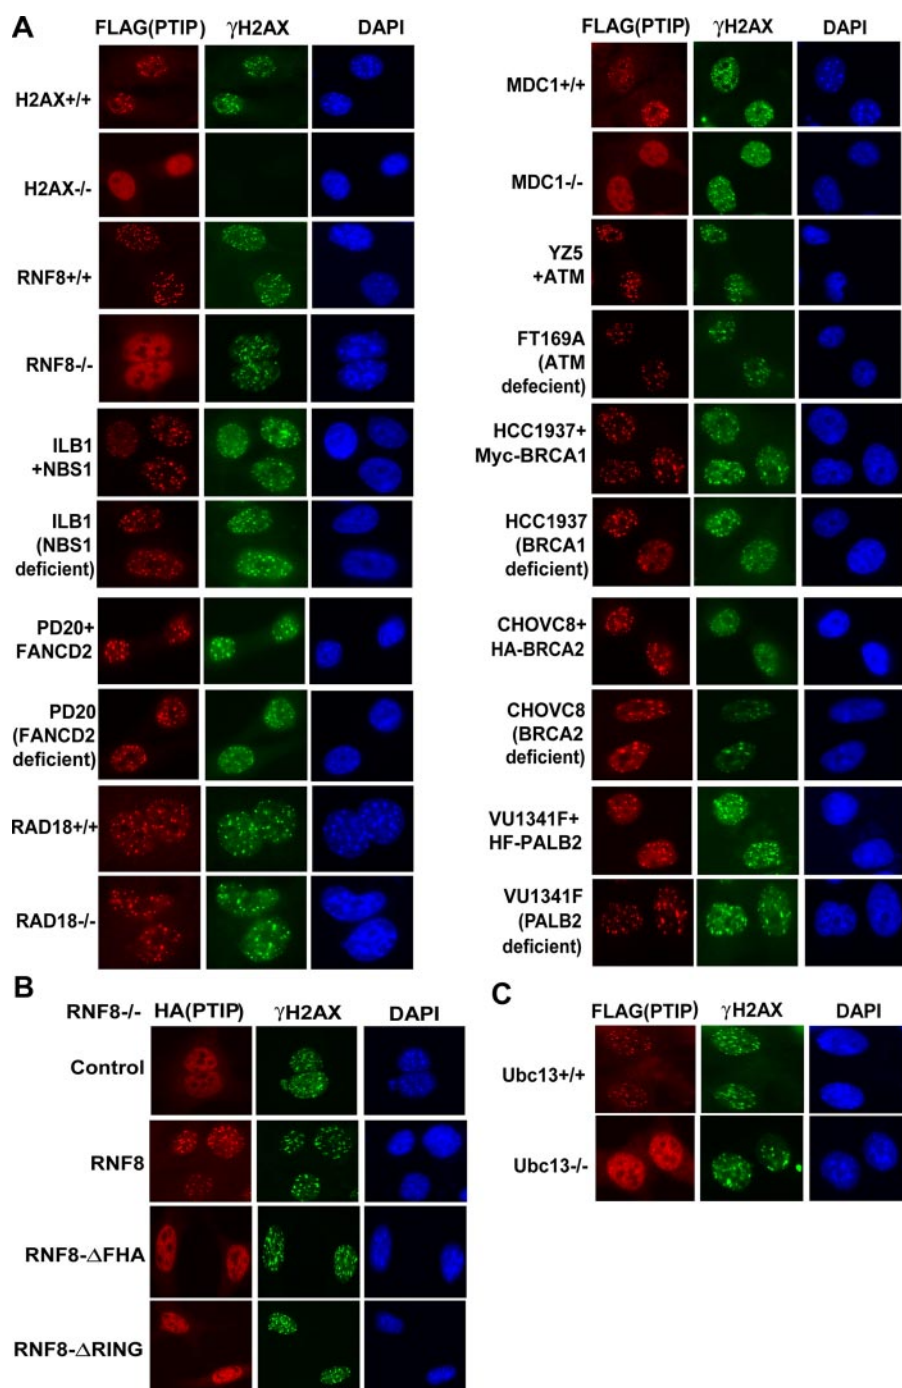 A
FLAG(PTIP) γH2AX DAPI
H2AX+/+
H2AX-/-
RNF8+/+
RNF8-/-
ILB1
+NBS1
ILB1
(NBS1
deficient)
PD20+
FANCD2
PD20
(FANCD2
deficient)
RAD18+/+
RAD18-/-
FLAG(PTIP) γH2AX DAPI
MDC1+/+
MDC1-/-
YZ5
+ATM
FT169A
(ATM
defecient)
HCC1937+
Myc-BRCA1
HCC1937
(BRCA1
deficient)
CHOVC8+
HA-BRCA2
CHOVC8
(BRCA2
deficient)
VU1341F+
HF-PALB2
VU1341F
(PALB2
deficient)
B
RNF8-/- HA(PTIP) γH2AX DAPI
Control
RNF8
RNF8-ΔFHA
RNF8-ΔRING
C
FLAG(PTIP) γH2AX DAPI
Ubc13+/+
Ubc13-/-